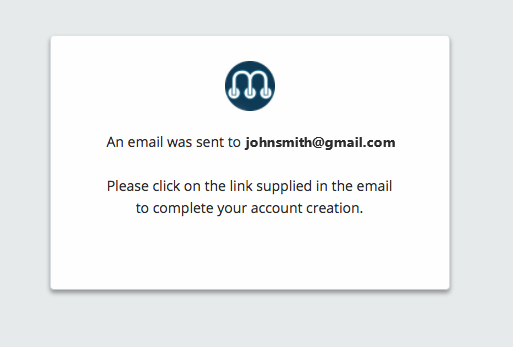 An email was sent to johnsmith@gmail.com
Please click on the link supplied in the email
to complete your account creation.